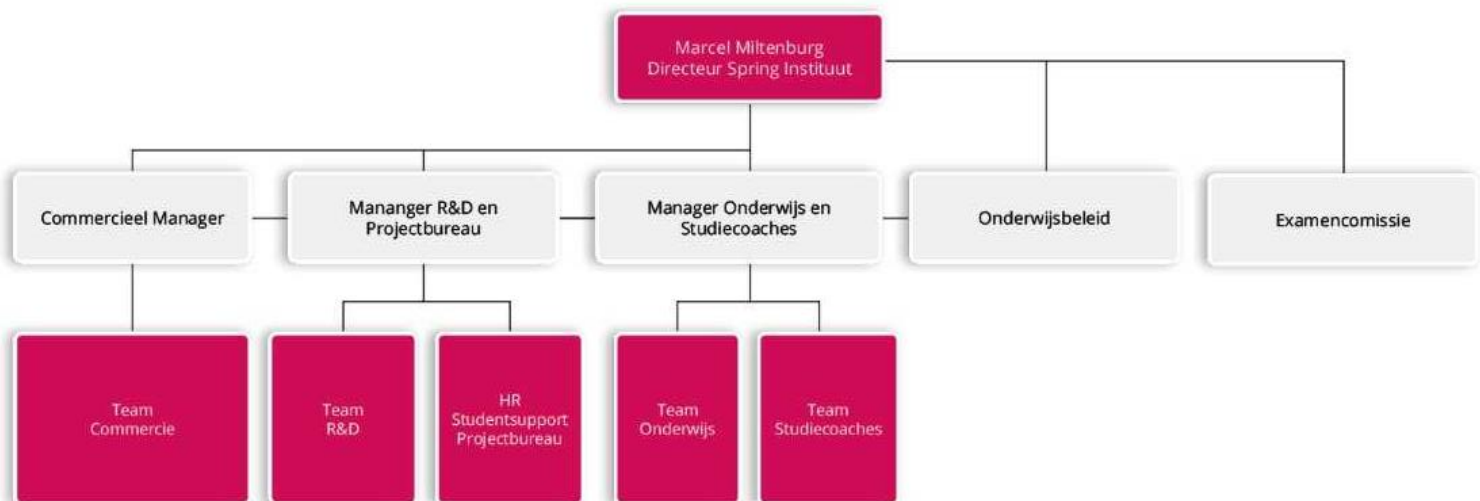 Marcel Miltenburg
Directeur Spring Instituut
Commercieel Manager
Mananger R&D en
Projectbureau
Manager Onderwijs en
Studiecoaches
Onderwijsbeleid
Examencomissie
Team
Commercie
Team
R&D
HR
Studentsupport
Projectbureau
Team
Onderwijs
Team
Studiecoaches